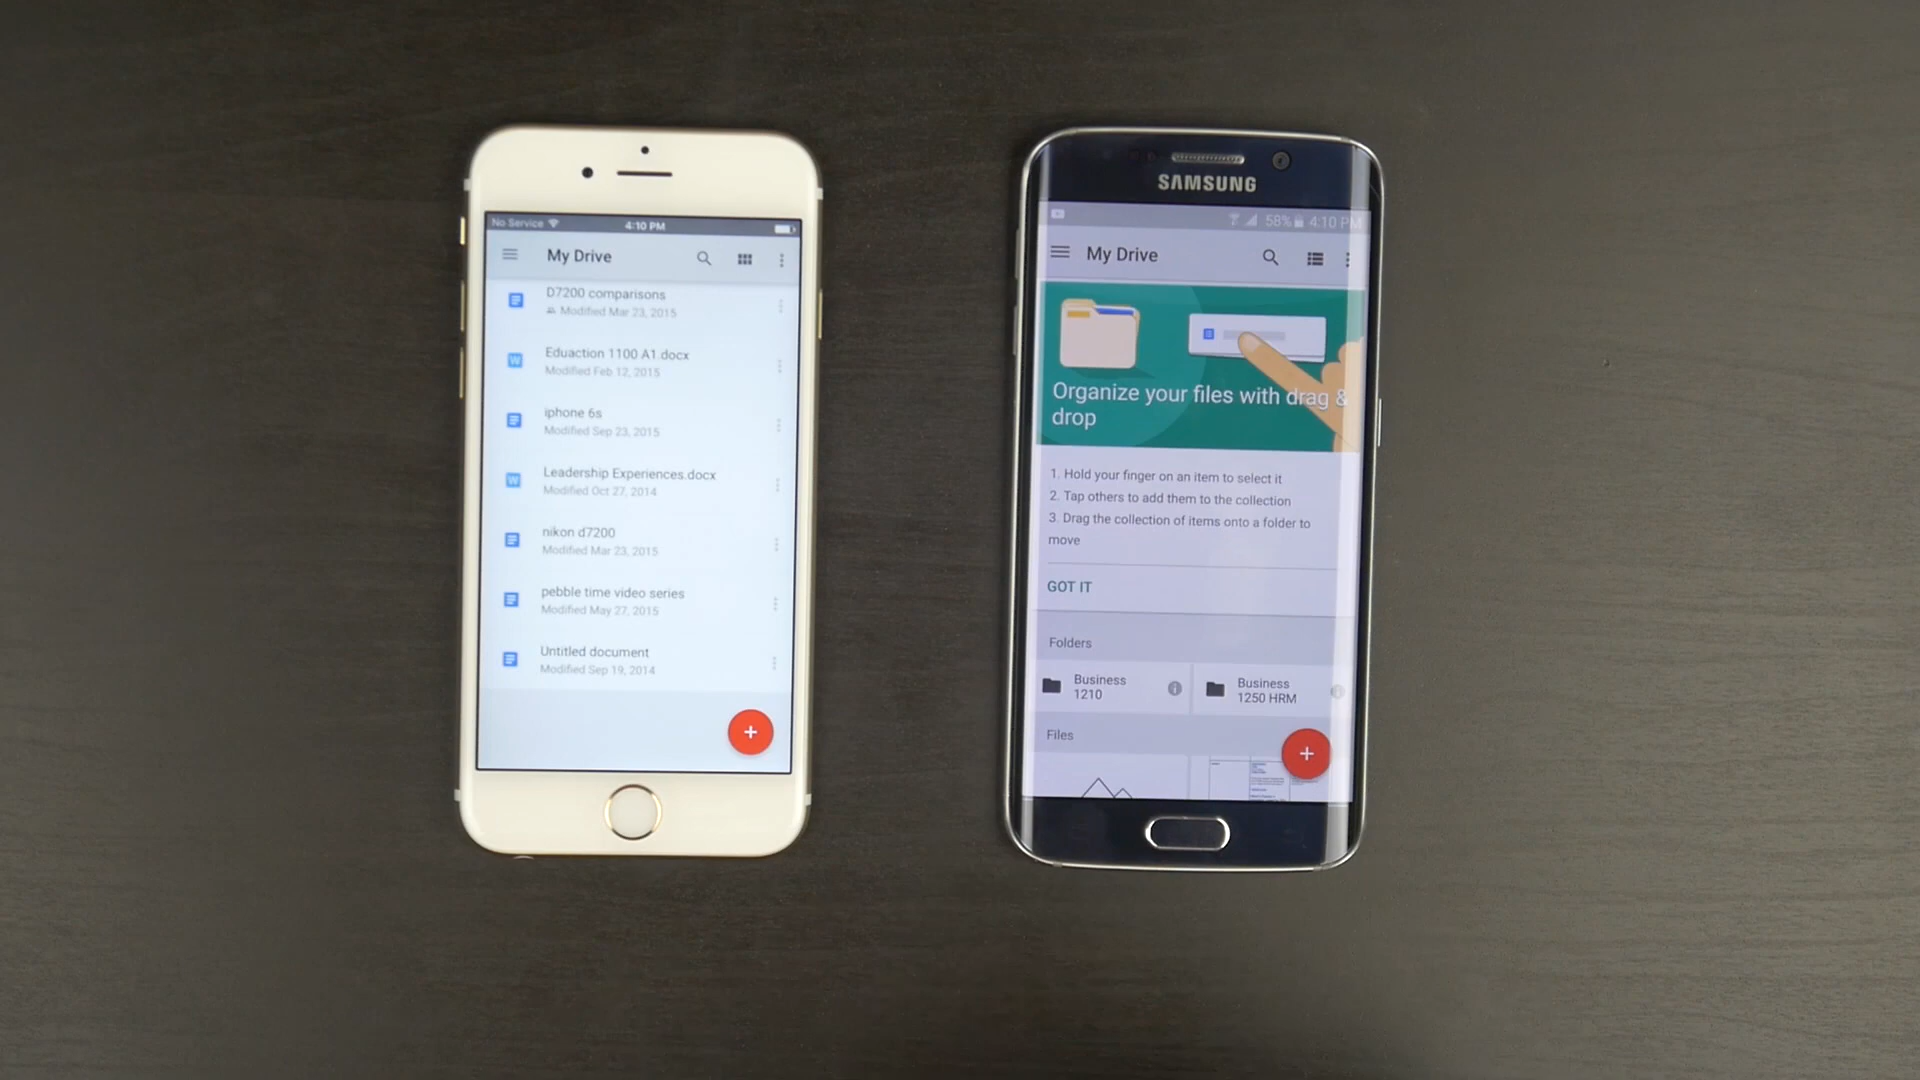 No Service
4:10 PM
My Drive
D7200 comparisons
Modified Mar 23, 2015
W
Eduaction 1100 A1.docx
Modified Feb 12, 2015
iphone 6s
Modified Sep 23, 2015
W
Leadership Experiences.docx
Modified Oct 27, 2014
nikon d7200
Modified Mar 23, 2015
pebble time video series
Modified May 27, 2015
Untitled document
Modified Sep 19, 2014
SAMSUNG
58% 4:10 PM
My Drive
Organize your files with drag &
drop
1. Hold your finger on an item to select it
2. Tap others to add them to the collection
3. Drag the collection of items onto a folder to
move
GOT IT
Folders
Business
1210
Business
1250 HRM
Files